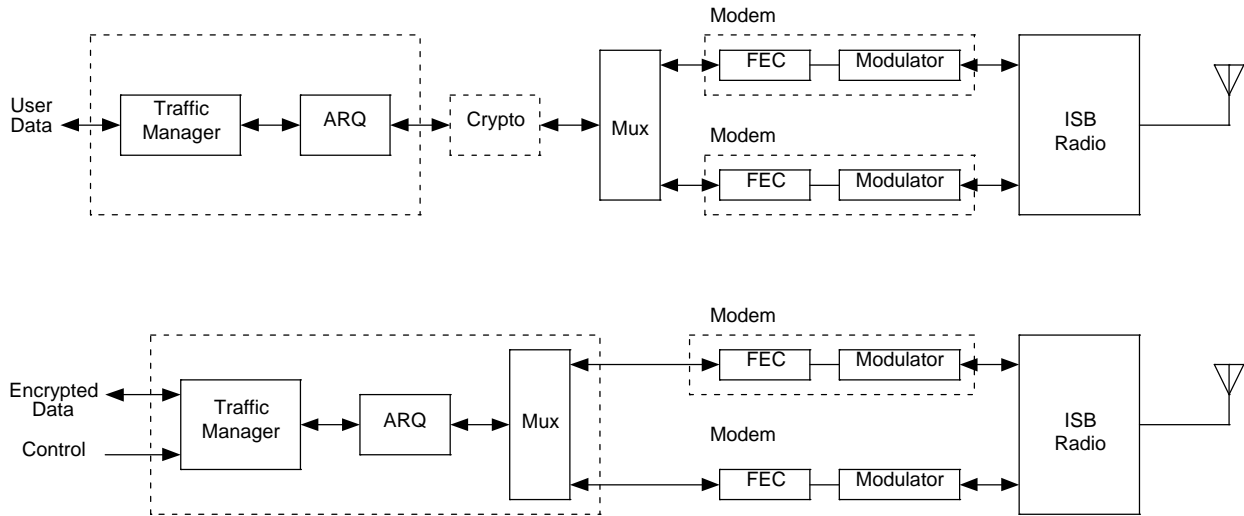 Modem
FEC
Modulator
User
Data
Traffic
Manager
ARQ
Crypto
Mux
ISB
Radio
Modem
FEC
Modulator
Modem
FEC
Modulator
Encrypted
Data
Control
Traffic
Manager
ARQ
Mux
ISB
Radio
Modem
FEC
Modulator